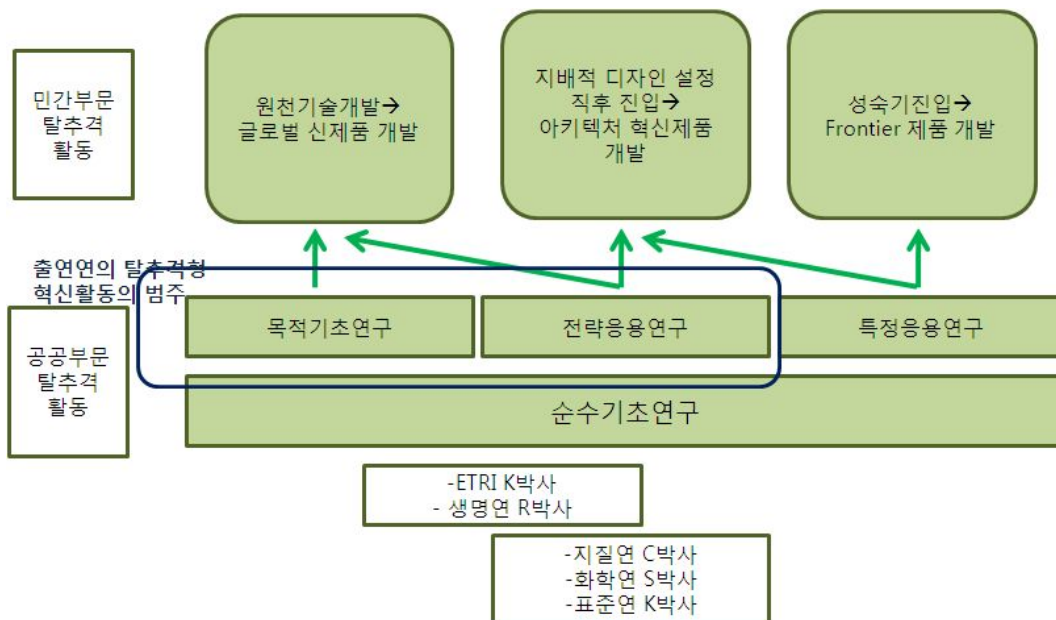 민간부문
탈추격
활동
원천기술개발→
글로벌 신제품 개발
지배적 디자인 설정
직후 진입→
아키텍처 혁신제품
개발
성숙기진입→
Frontier 제품 개발
출연연의 탈추격형
혁신활동의 범주
공공부문
탈추격
활동
목적기초연구
전략응용연구
특정응용연구
순수기초연구
-ETRI K박사
- 생명연 R박사
-지질연 C박사
-화학연 S박사
-표준연 K박사